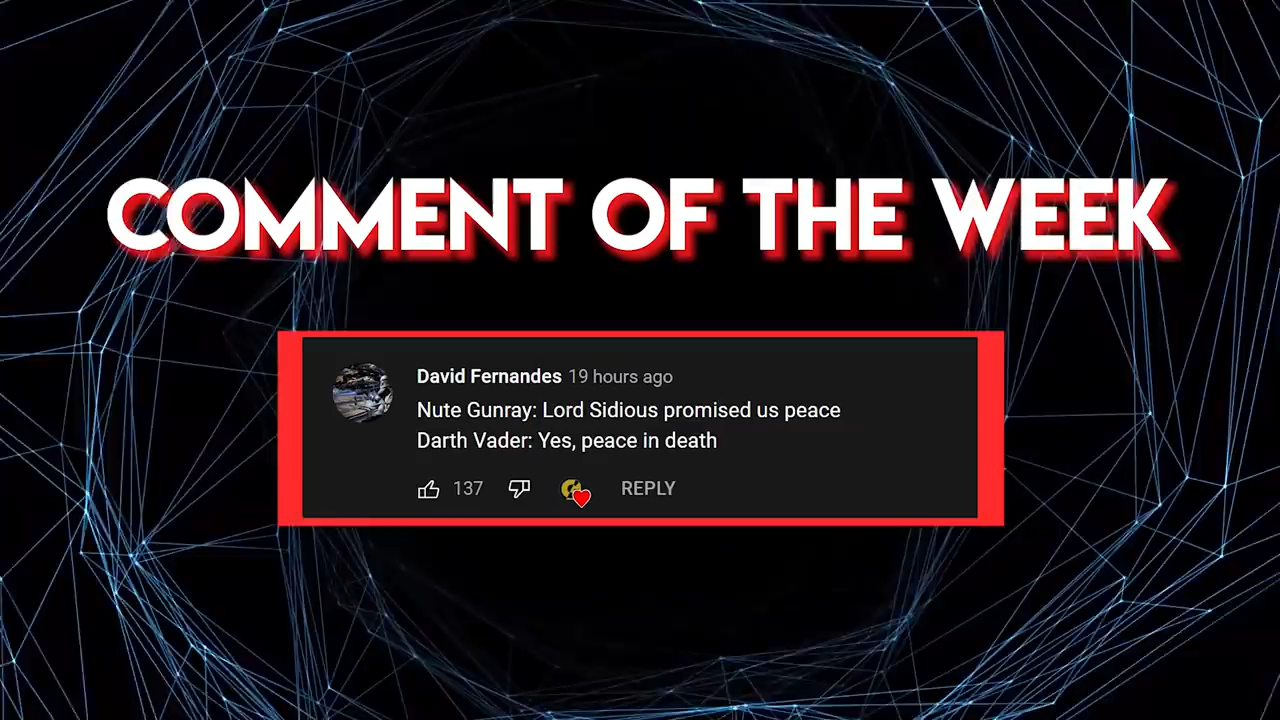 COMMENT OF THE WEEK
David Fernandes 19 hours ago
Nute Gunray: Lord Sidious promised us peace
Darth Vader: Yes, peace in death
137 REPLY